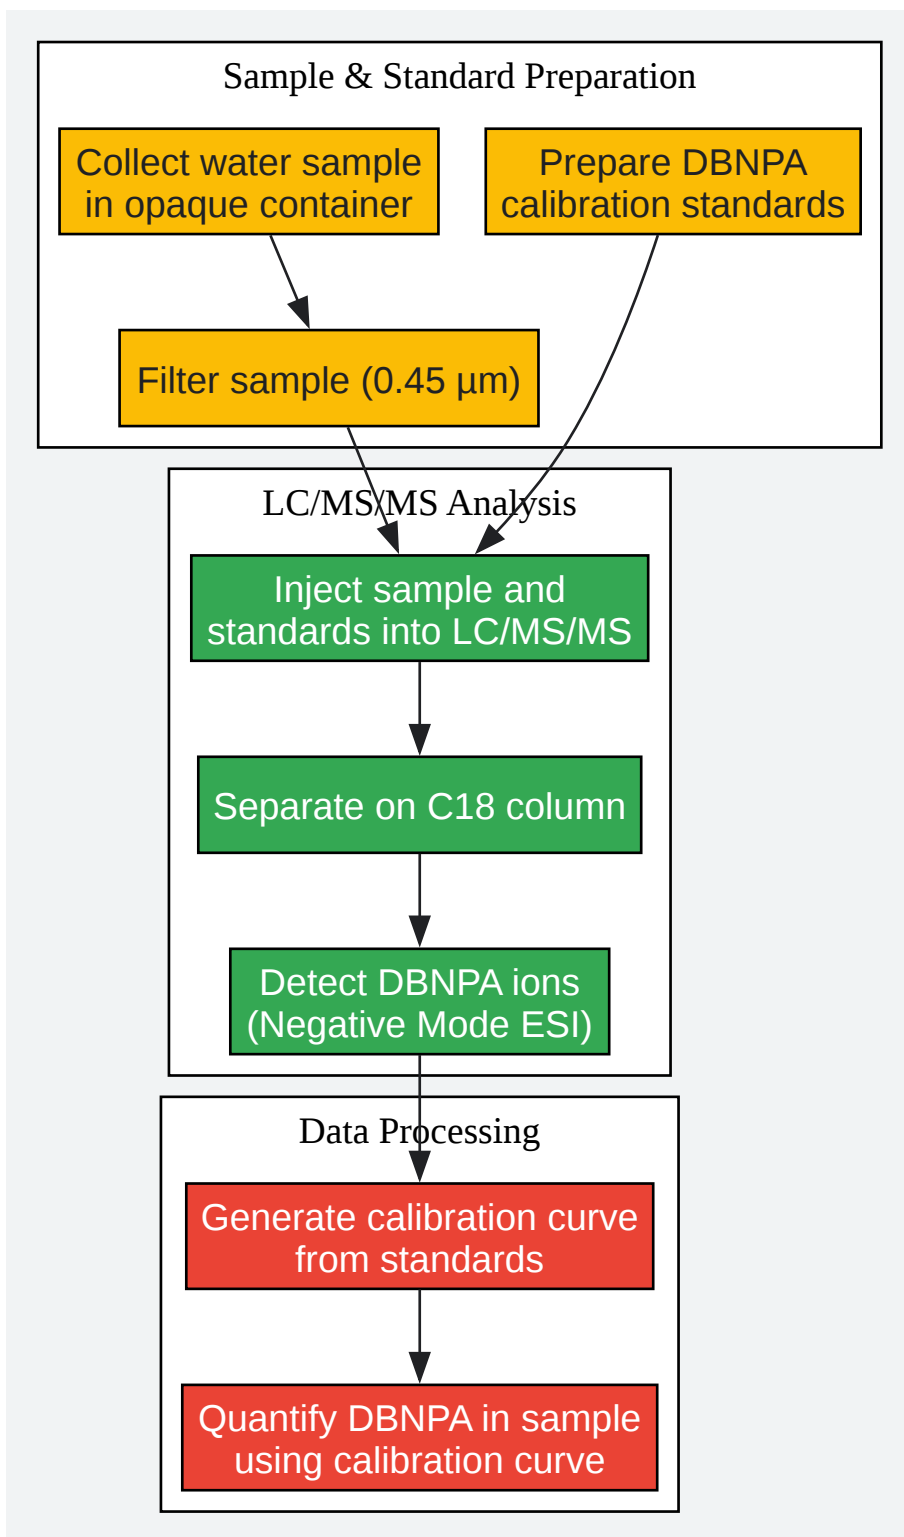 Sample & Standard Preparation
Collect water sample
in opaque container
Prepare DBNPA
calibration standards
Filter sample (0.45 µm)
LC/MS/MS Analysis
Inject sample and
standards into LC/MS/MS
Separate on C18 column
Detect DBNPA ions
(Negative Mode ESI)
Data Processing
Generate calibration curve
from standards
Quantify DBNPA in sample
using calibration curve